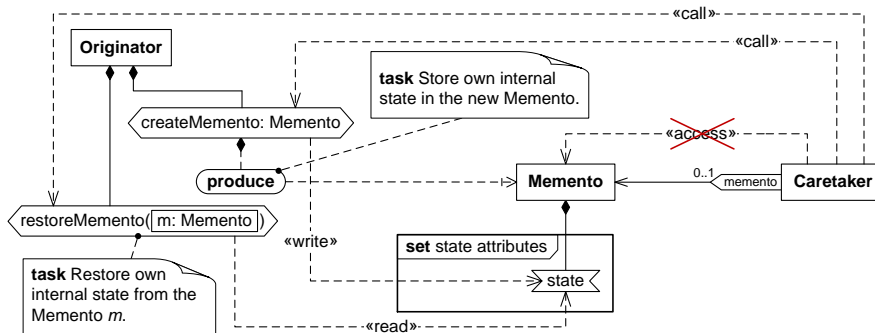 «call»
Originator
«call»
task Store own internal
state in the new Memento.
createMemento: Memento
«access»
produce
Memento
0..1
memento
Caretaker
restoreMemento( m: Memento )
«write»
set state attributes
task Restore own
internal state from the
Memento m.
state
«read»